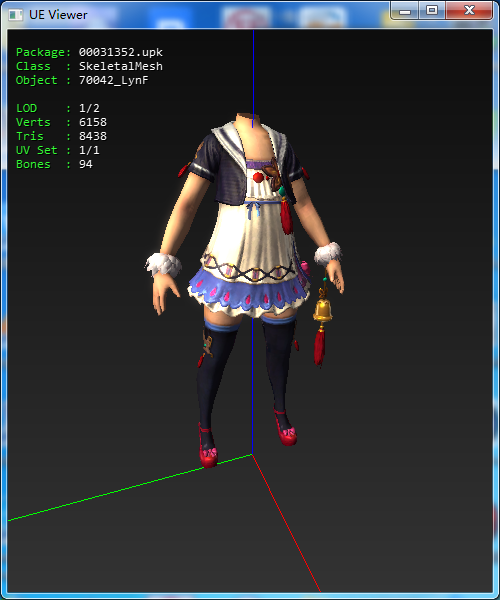 UE Viewer
Package: 00031352.upk
Class  : SkeletalMesh
Object : 70042_LynF
LOD    : 1/2
Verts  : 6158
Tris   : 8438
UV Set : 1/1
Bones  : 94